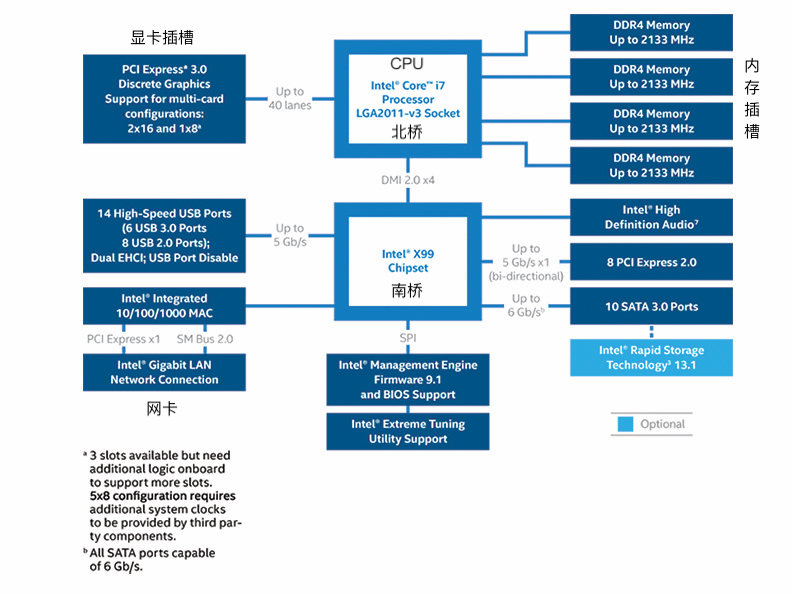 显卡插槽
PCI Express® 3.0
Discrete Graphics
Support for multi-card
configurations:
2x16 and 1x8ᵃ
Up to
40 lanes
CPU
Intel® Core™ i7
Processor
LGA2011-v3 Socket
北桥
DDR4 Memory
Up to 2133 MHz
DDR4 Memory
Up to 2133 MHz
DDR4 Memory
Up to 2133 MHz
DDR4 Memory
Up to 2133 MHz
内
存
插
槽
DMI 2.0 x4
14 High-Speed USB Ports
(6 USB 3.0 Ports
8 USB 2.0 Ports);
Dual EHCI; USB Port Disable
Up to
5 Gb/s
Intel® X99
Chipset
南桥
Intel® High
Definition Audio⁷
Up to
5 Gb/s x1
(bi-directional)
8 PCI Express 2.0
Up to
6 Gb/sᵇ
10 SATA 3.0 Ports
Intel® Rapid Storage
Technology³ 13.1
Intel® Integrated
10/100/1000 MAC
PCI Express x1
SM Bus 2.0
Intel® Gigabit LAN
Network Connection
网卡
SPI
Intel® Management Engine
Firmware 9.1
and BIOS Support
Intel® Extreme Tuning
Utility Support
Optional
ᵃ 3 slots available but need
additional logic onboard
to support more slots.
5x8 configuration requires
additional system clocks
to be provided by third par-
ty components.
ᵇ All SATA ports capable
of 6 Gb/s.